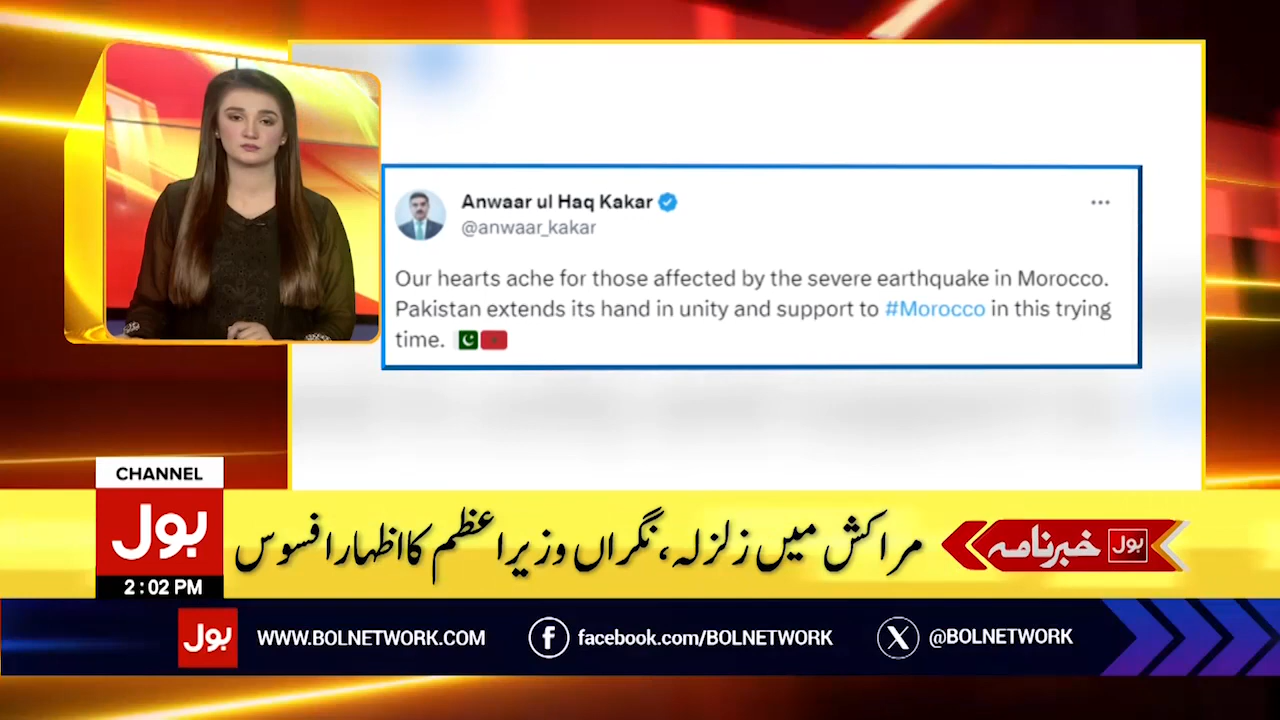 Anwaar ul Haq Kakar
@anwaar_kakar
Our hearts ache for those affected by the severe earthquake in Morocco.
Pakistan extends its hand in unity and support to #Morocco in this trying
time.
CHANNEL
بول
2:02 PM
مراکش میں زلزلہ، نگراں وزیراعظم کا اظہار افسوس
بول خبرنامہ
بول
WWW.BOLNETWORK.COM
facebook.com/BOLNETWORK
@BOLNETWORK